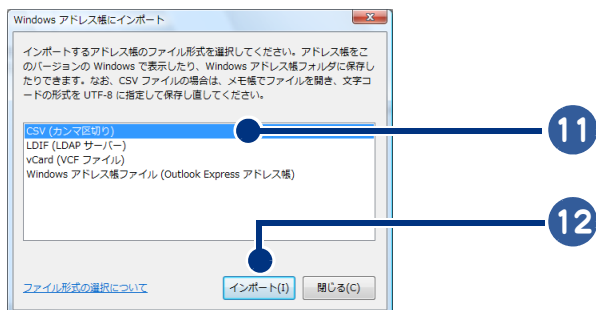 Windows アドレス帳にインポート
インポートするアドレス帳のファイル形式を選択してください。アドレス帳をこ
のバージョンの Windows で表示したり、Windows アドレス帳フォルダに保存し
たりできます。なお、CSV ファイルの場合は、メモ帳でファイルを開き、文字コ
ードの形式を UTF-8 に指定して保存し直してください。
CSV (カンマ区切り)
LDIF (LDAP サーバー)
vCard (VCF ファイル)
Windows アドレス帳ファイル (Outlook Express アドレス帳)
11
12
ファイル形式の選択について
インポート(I)
閉じる(C)